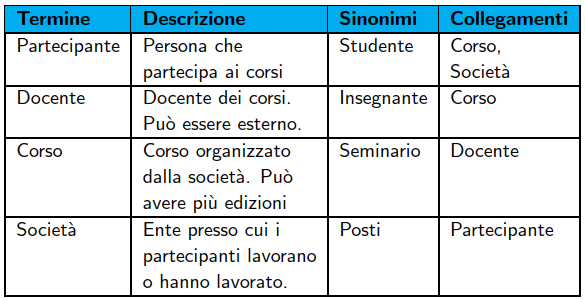 Termine Descrizione Sinonimi Collegamenti
Partecipante Persona che Studente Corso,
partecipa ai corsi Società
Docente Docente dei corsi. Insegnante Corso
Può essere esterno.
Corso Corso organizzato Seminario Docente
dalla società. Può
avere più edizioni
Società Ente presso cui i Posti Partecipante
partecipanti lavorano
o hanno lavorato.